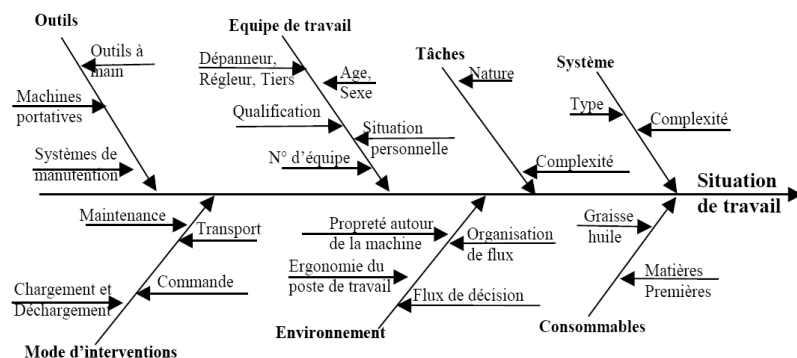 Outils
Equipe de travail
Tâches
Système
Outils à
main
Machines
portatives
Systèmes de
manutention
Dépanneur,
Régleur, Tiers
Age,
Sexe
Qualification
Situation
personnelle
N° d'équipe
Nature
Complexité
Type
Complexité
Situation
de travail
Maintenance
Transport
Commande
Chargement et
Déchargement
Mode d'interventions
Propreté autour
de la machine
Organisation
de flux
Ergonomie du
poste de travail
Flux de décision
Environnement
Graisse
huile
Matières
Premières
Consommables